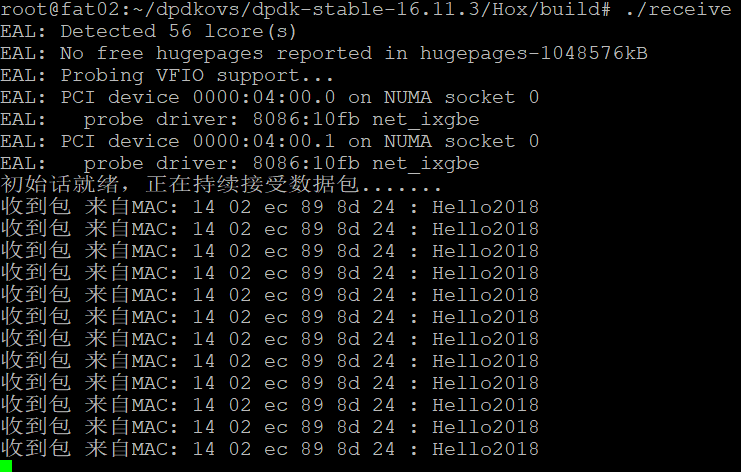 root@fat02:~/dpdkovs/dpdk-stable-16.11.3/Hox/build# ./receive
EAL: Detected 56 lcore(s)
EAL: No free hugepages reported in hugepages-1048576kB
EAL: Probing VFIO support...
EAL: PCI device 0000:04:00.0 on NUMA socket 0
EAL:   probe driver: 8086:10fb net_ixgbe
EAL: PCI device 0000:04:00.1 on NUMA socket 0
EAL:   probe driver: 8086:10fb net_ixgbe
初始话就绪，正在持续接受数据包.......
收到包 来自MAC: 14 02 ec 89 8d 24 : Hello2018
收到包 来自MAC: 14 02 ec 89 8d 24 : Hello2018
收到包 来自MAC: 14 02 ec 89 8d 24 : Hello2018
收到包 来自MAC: 14 02 ec 89 8d 24 : Hello2018
收到包 来自MAC: 14 02 ec 89 8d 24 : Hello2018
收到包 来自MAC: 14 02 ec 89 8d 24 : Hello2018
收到包 来自MAC: 14 02 ec 89 8d 24 : Hello2018
收到包 来自MAC: 14 02 ec 89 8d 24 : Hello2018
收到包 来自MAC: 14 02 ec 89 8d 24 : Hello2018
收到包 来自MAC: 14 02 ec 89 8d 24 : Hello2018
收到包 来自MAC: 14 02 ec 89 8d 24 : Hello2018
收到包 来自MAC: 14 02 ec 89 8d 24 : Hello2018